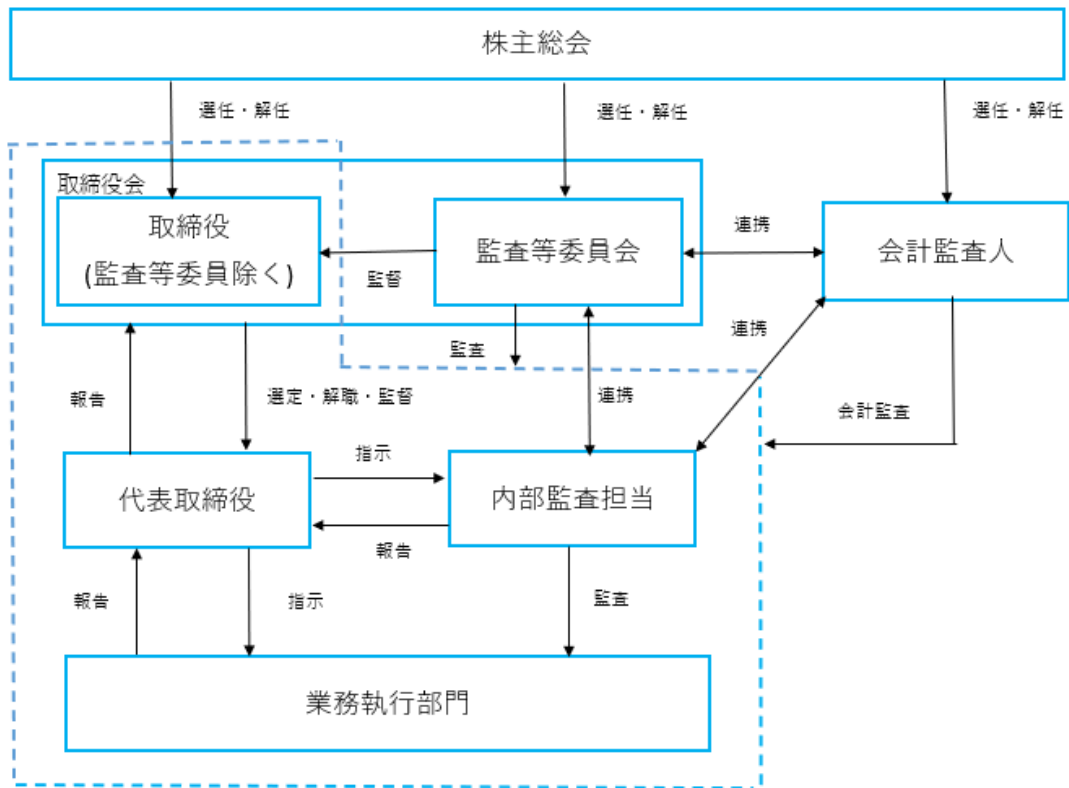 株主総会
選任・解任
選任・解任
選任・解任
取締役会
取締役
(監査等委員除く)
監査等委員会
会計監査人
連携
監督
監査
連携
連携
報告
選定・解職・監督
会計監査
指示
代表取締役
内部監査担当
報告
報告
指示
監査
業務執行部門